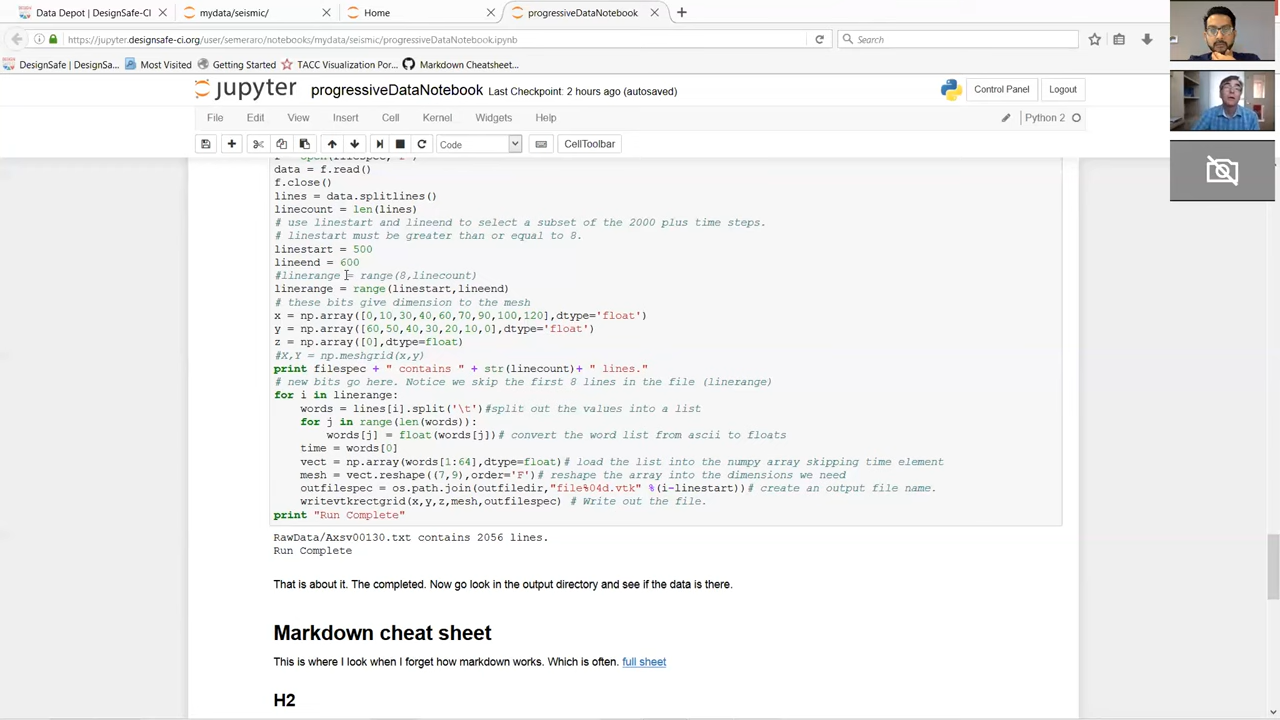 Data Depot | DesignSafe-CI
mydata/seismic/
Home
progressiveDataNotebook
https://jupyter.designsafe-ci.org/user/semeraro/notebooks/mydata/seismic/progressiveDataNotebook.ipynb
Search
DesignSafe | DesignSa...
Most Visited
Getting Started
TACC Visualization Por...
Markdown Cheatsheet...
jupyter
progressiveDataNotebook Last Checkpoint: 2 hours ago (autosaved)
Control Panel
Logout
File Edit View Insert Cell Kernel Widgets Help
Python 2
Code
CellToolbar
data = f.read()
f.close()
lines = data.splitlines()
linecount = len(lines)
# use linestart and lineend to select a subset of the 2000 plus time steps.
# linestart must be greater than or equal to 8.
linestart = 500
lineend = 600
#linerange = range(8,linecount)
linerange = range(linestart,lineend)
# these bits give dimension to the mesh
x = np.array([0,10,30,40,60,70,90,100,120],dtype='float')
y = np.array([60,50,40,30,20,10,0],dtype='float')
z = np.array([0],dtype=float)
#X,Y = np.meshgrid(x,y)
print filespec + " contains " + str(linecount)+ " lines."
# new bits go here. Notice we skip the first 8 lines in the file (linerange)
for i in linerange:
    words = lines[i].split('\t')#split out the values into a list
    for j in range(len(words)):
        words[j] = float(words[j])# convert the word list from ascii to floats
    time = words[0]
    vect = np.array(words[1:64],dtype=float)# load the list into the numpy array skipping time element
    mesh = vect.reshape((7,9),order='F')# reshape the array into the dimensions we need
    outfilespec = os.path.join(outfiledir,"file%04d.vtk" %(i-linestart))# create an output file name.
    writevtkrectgrid(x,y,z,mesh,outfilespec) # Write out the file.
print "Run Complete"
RawData/Axsv00130.txt contains 2056 lines.
Run Complete
That is about it. The completed. Now go look in the output directory and see if the data is there.
Markdown cheat sheet
This is where I look when I forget how markdown works. Which is often. full sheet
H2